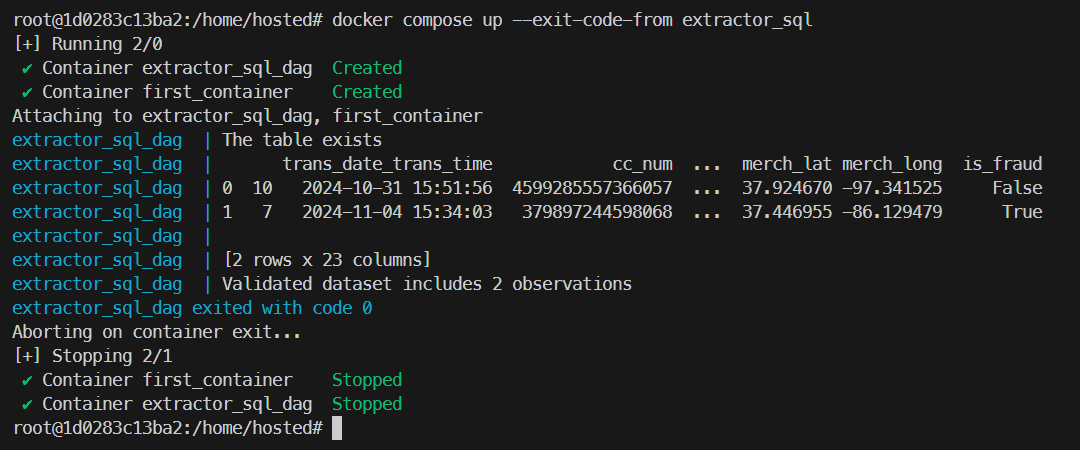 root@1d0283c13ba2:/home/hosted# docker compose up --exit-code-from extractor_sql
[+] Running 2/0
 ✔ Container extractor_sql_dag  Created
 ✔ Container first_container    Created
Attaching to extractor_sql_dag, first_container
extractor_sql_dag  | The table exists
extractor_sql_dag  |       trans_date_trans_time            cc_num  ...  merch_lat merch_long  is_fraud
extractor_sql_dag  | 0  10   2024-10-31 15:51:56  4599285557366057  ...  37.924670 -97.341525     False
extractor_sql_dag  | 1   7   2024-11-04 15:34:03   379897244598068  ...  37.446955 -86.129479      True
extractor_sql_dag  |
extractor_sql_dag  | [2 rows x 23 columns]
extractor_sql_dag  | Validated dataset includes 2 observations
extractor_sql_dag exited with code 0
Aborting on container exit...
[+] Stopping 2/1
 ✔ Container first_container    Stopped
 ✔ Container extractor_sql_dag  Stopped
root@1d0283c13ba2:/home/hosted#